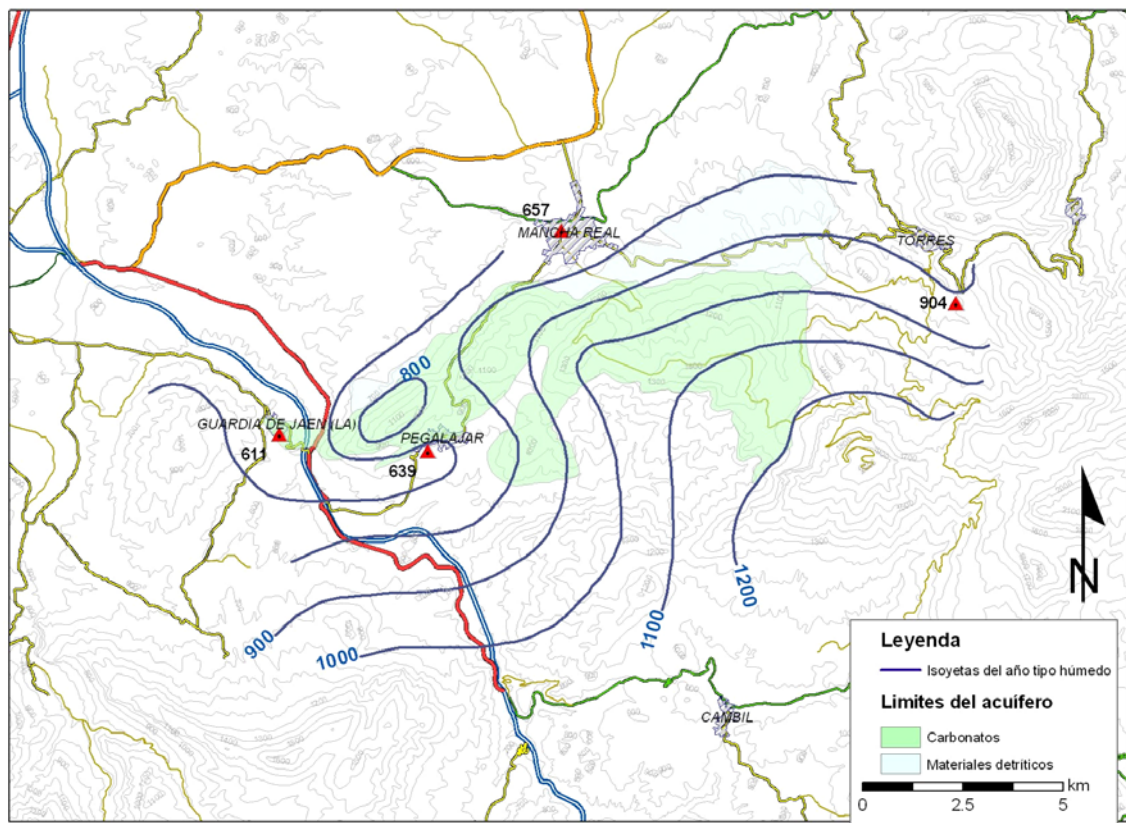 657
MANCHA REAL
TORRES
904
800
GUARDIA DE JAEN (LA)
PEGALAJAR
611
639
1200
900
1000
1100
CAMBIL
N
Leyenda
Isoyetas del año tipo húmedo
Limites del acuífero
Carbonatos
Materiales detríticos
km
0 2.5 5